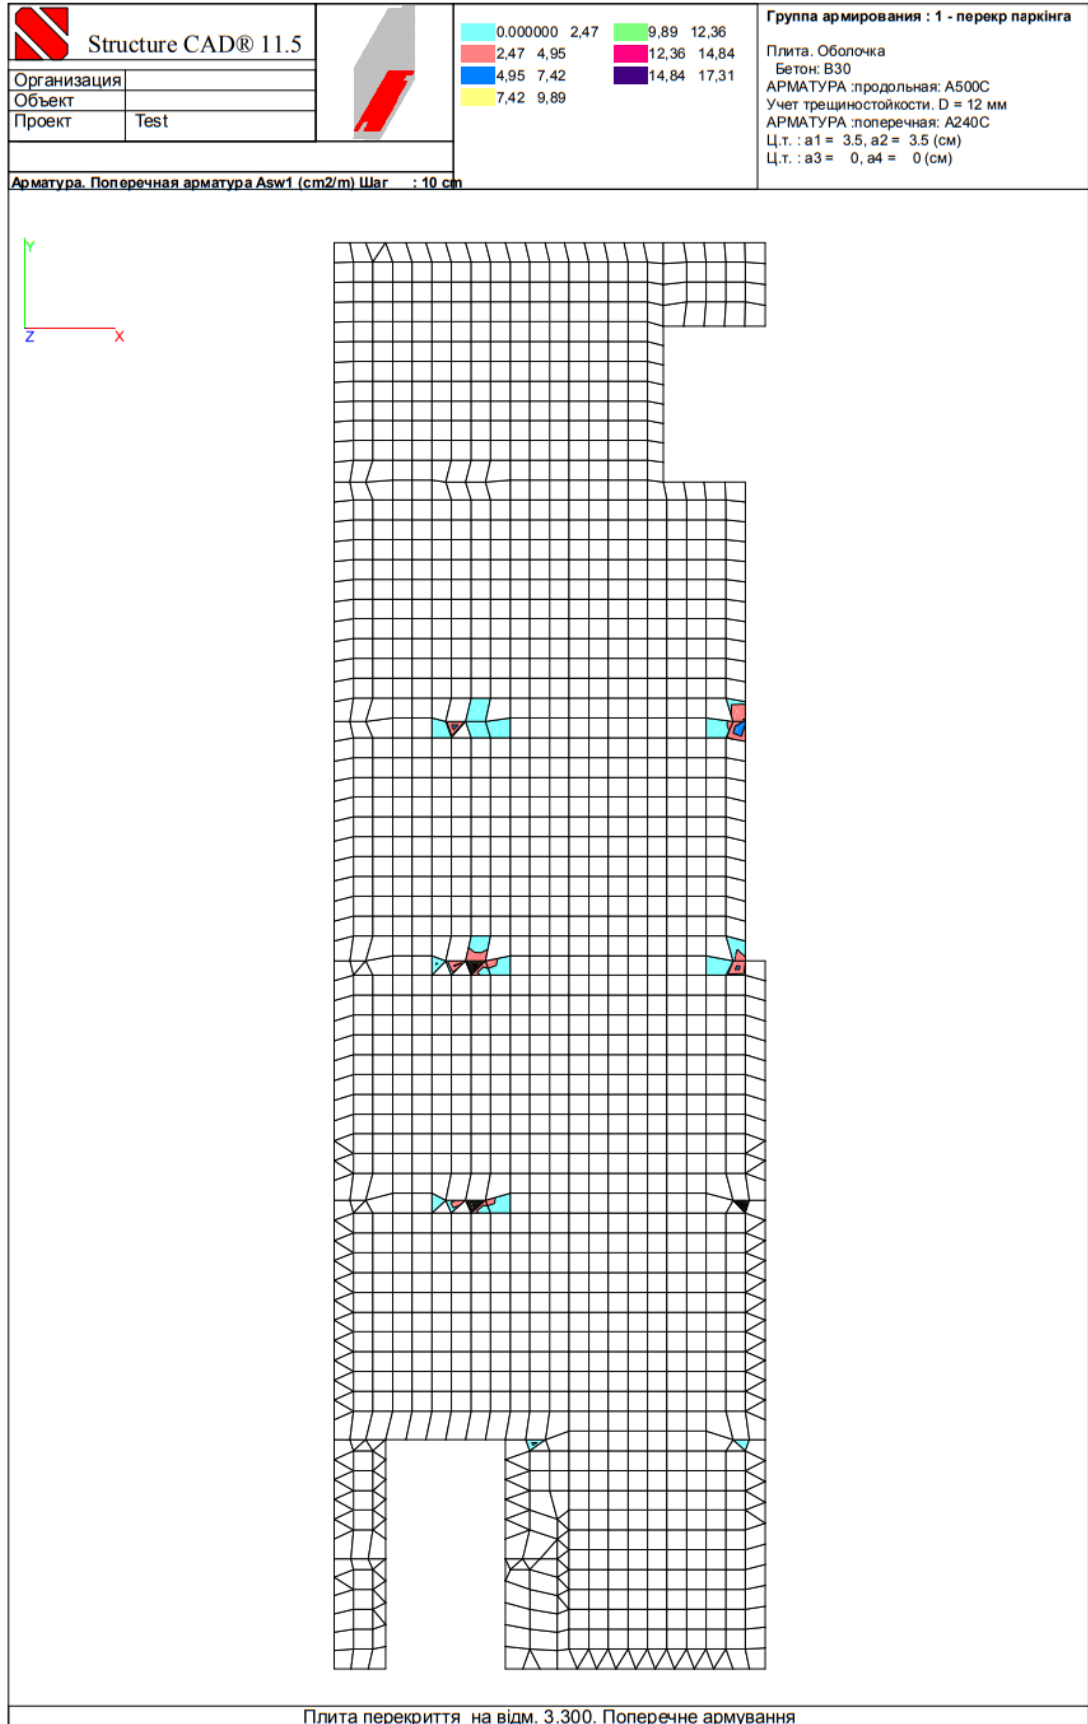 Structure CAD® 11.5
Организация
Объект
Проект Test
Арматура. Поперечная арматура Asw1 (cm2/m) Шаг : 10 cm
0.000000 2,47
2,47 4,95
4,95 7,42
7,42 9,89
9,89 12,36
12,36 14,84
14,84 17,31
Группа армирования : 1 - перекр паркінга
Плита. Оболочка
Бетон: B30
АРМАТУРА :продольная: A500C
Учет трещиностойкости. D = 12 мм
АРМАТУРА :поперечная: A240C
Ц.т. : a1 = 3.5, a2 = 3.5 (см)
Ц.т. : a3 = 0, a4 = 0 (см)
Y
Z X
Плита перекриття на відм. 3.300. Поперечне армування